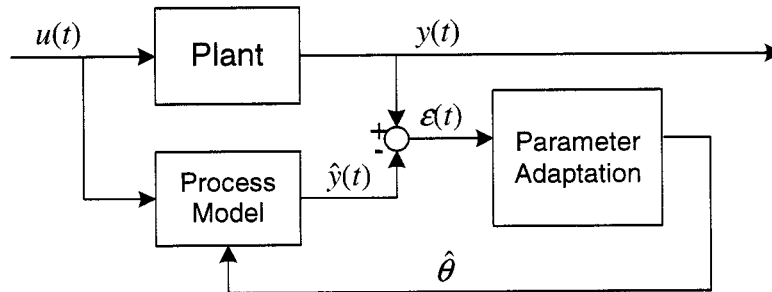 u(t)
Plant
y(t)
+
-
ε(t)
Parameter
Adaptation
Process
Model
ŷ(t)
θ̂